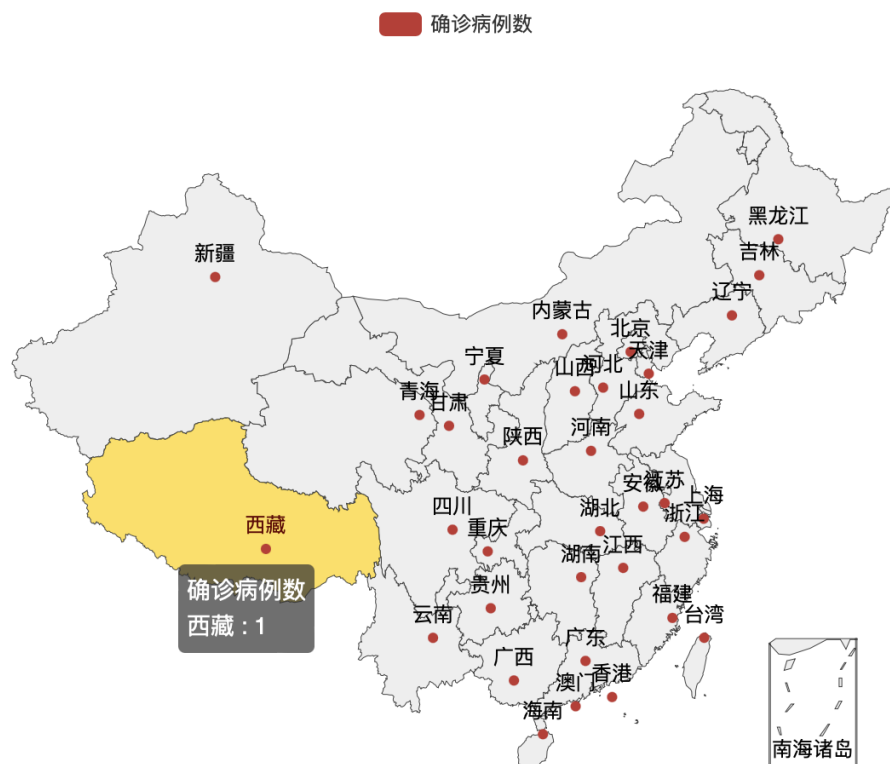 确诊病例数
黑龙江
吉林
新疆
辽宁
内蒙古
北京
天津
宁夏
山西
河北
青海
甘肃
山东
陕西
河南
安徽
江苏
上海
四川
湖北
浙江
西藏
重庆
江西
湖南
确诊病例数
西藏 : 1
贵州
福建
云南
台湾
广东
广西
香港
澳门
海南
南海诸岛